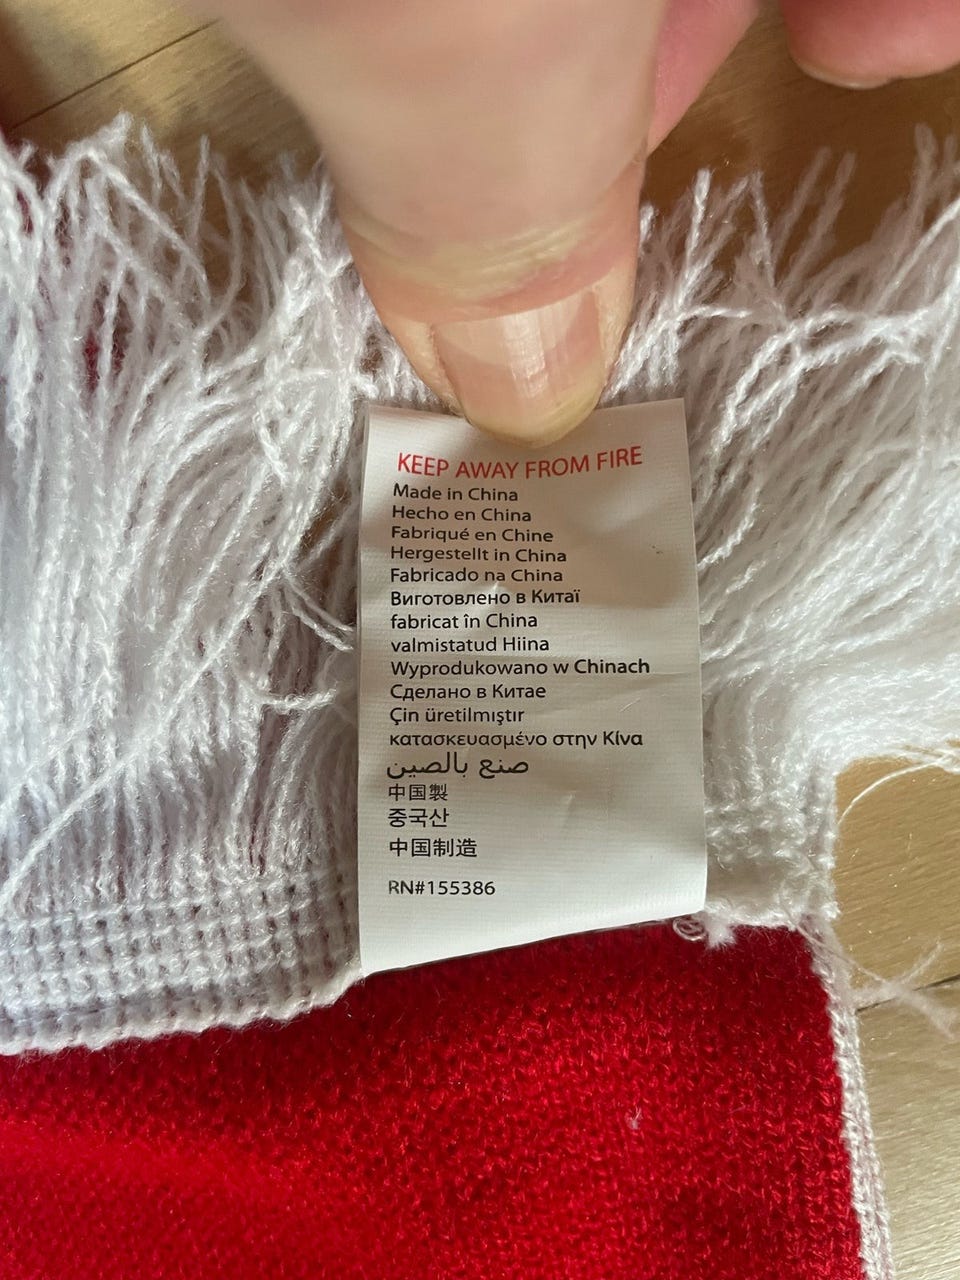 KEEP AWAY FROM FIRE
Made in China
Hecho en China
Fabriqué en Chine
Hergestellt in China
Fabricado na China
Виготовлено в Китаї
fabricat în China
valmistatud Hiina
Wyprodukowano w Chinach
Сделано в Китае
Çin üretilmıştır
κατασκευασμένο στην Κίνα
صنع بالصين
中国製
중국산
中国制造
RN#155386